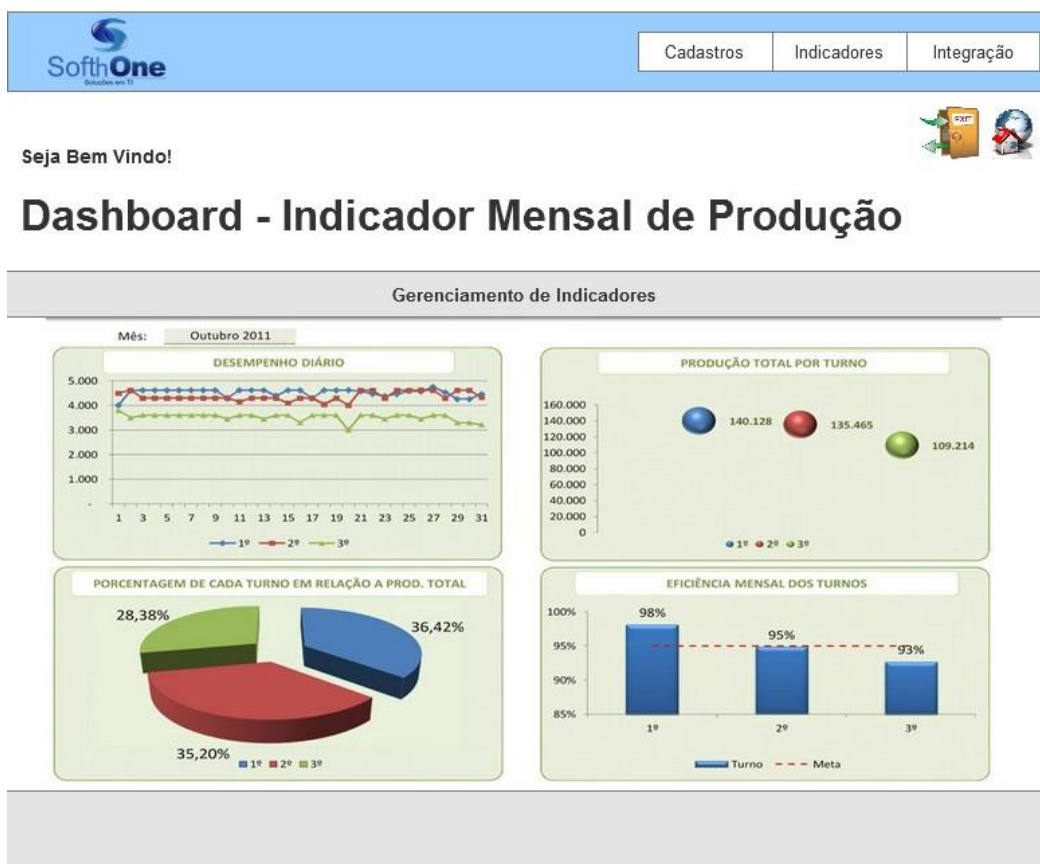 SofthOne
Soluções em TI
Cadastros Indicadores Integração
EXIT
Seja Bem Vindo!
Dashboard - Indicador Mensal de Produção
Gerenciamento de Indicadores
Mês: Outubro 2011
DESEMPENHO DIÁRIO
5.000
4.000
3.000
2.000
1.000
-
1 3 5 7 9 11 13 15 17 19 21 23 25 27 29 31
1º 2º 3º
PRODUÇÃO TOTAL POR TURNO
160.000
140.000
120.000
100.000
80.000
60.000
40.000
20.000
0
140.128 135.465 109.214
1º 2º 3º
PORCENTAGEM DE CADA TURNO EM RELAÇÃO A PROD. TOTAL
28,38%
36,42%
35,20%
1º 2º 3º
EFICIÊNCIA MENSAL DOS TURNOS
100%
95%
90%
85%
98%
95%
93%
1º 2º 3º
Turno Meta